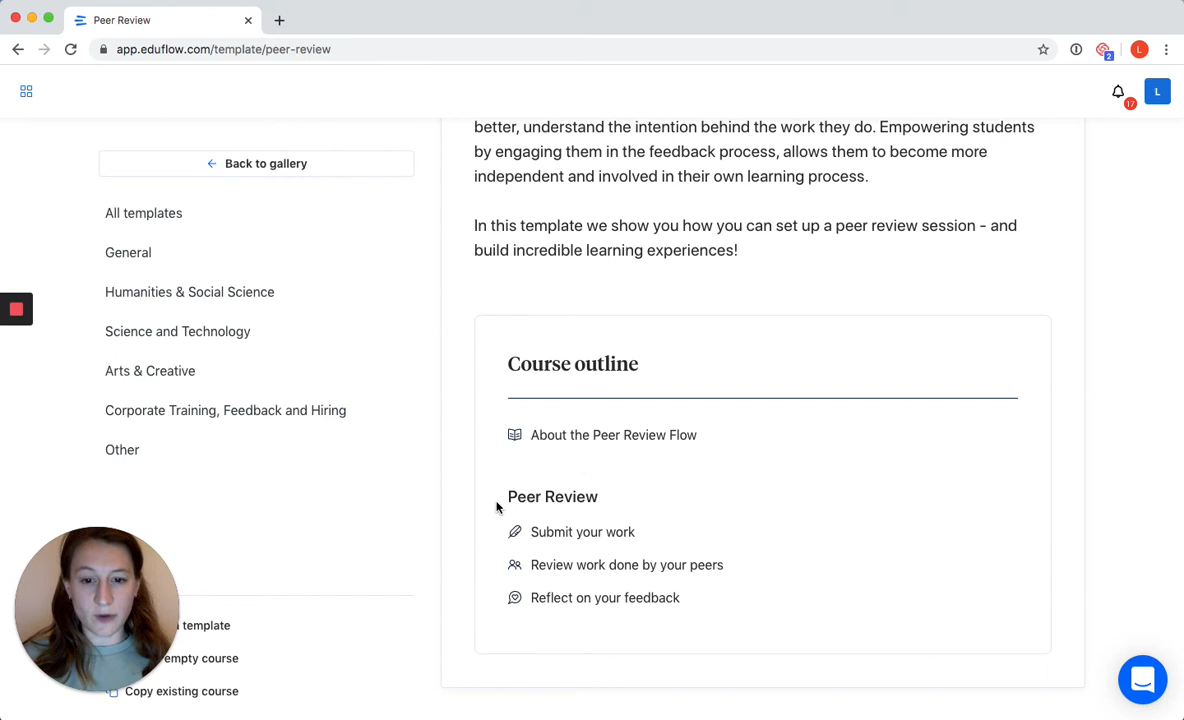 Peer Review
app.eduflow.com/template/peer-review
2
L
17
L
Back to gallery
All templates
General
Humanities & Social Science
Science and Technology
Arts & Creative
Corporate Training, Feedback and Hiring
Other
template
empty course
Copy existing course
better, understand the intention behind the work they do. Empowering students
by engaging them in the feedback process, allows them to become more
independent and involved in their own learning process.
In this template we show you how you can set up a peer review session - and
build incredible learning experiences!
Course outline
About the Peer Review Flow
Peer Review
Submit your work
Review work done by your peers
Reflect on your feedback